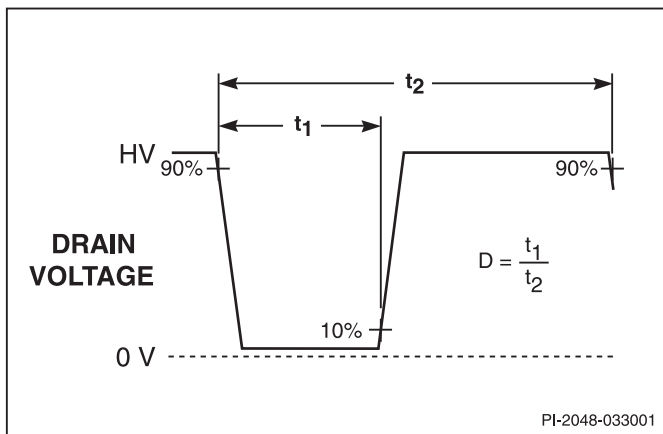 t2
t1
HV
90%
90%
DRAIN
VOLTAGE
D = t1
t2
10%
0 V
PI-2048-033001